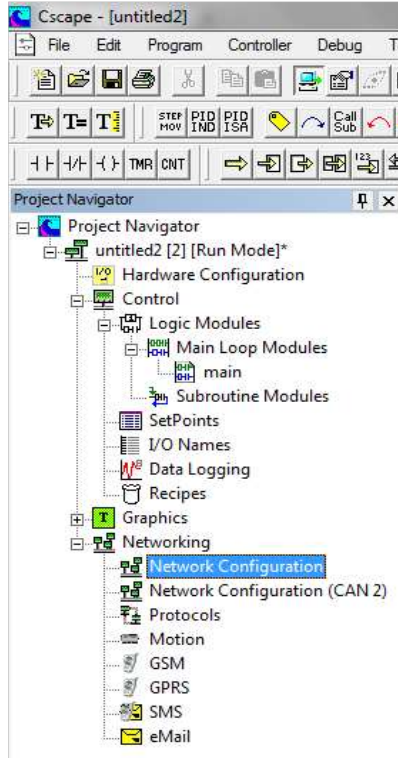 Cscape - [untitled2]
File Edit Program Controller Debug T
T= T
STEP MOV PID IND PID ISA Call Sub
TMR CNT 123
Project Navigator
Project Navigator
untitled2 [2] [Run Mode]*
I/O Hardware Configuration
Control
Logic Modules
Main Loop Modules
main
Subroutine Modules
SetPoints
I/O Names
Data Logging
Recipes
T Graphics
Networking
Network Configuration
Network Configuration (CAN 2)
Protocols
Motion
GSM
GPRS
SMS
eMail